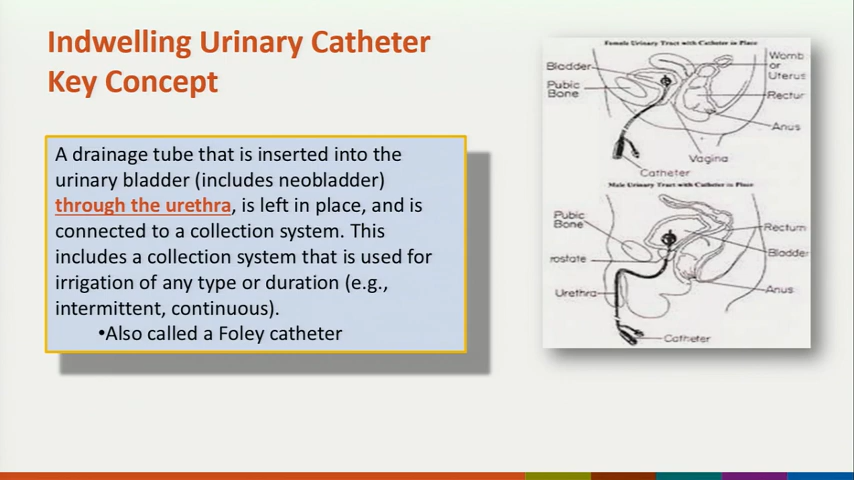 Indwelling Urinary Catheter
Key Concept
A drainage tube that is inserted into the
urinary bladder (includes neobladder)
through the urethra, is left in place, and is
connected to a collection system. This
includes a collection system that is used for
irrigation of any type or duration (e.g.,
intermittent, continuous).
•Also called a Foley catheter
Female Urinary Tract with Catheter in Place
Bladder
Pubic
Bone
Womb
or
Uterus
Rectur
Anus
Vagina
Catheter
Male Urinary Tract with Catheter in Place
Pubic
Bone
rostate
Urethra
Rectum
Bladder
Anus
Catheter